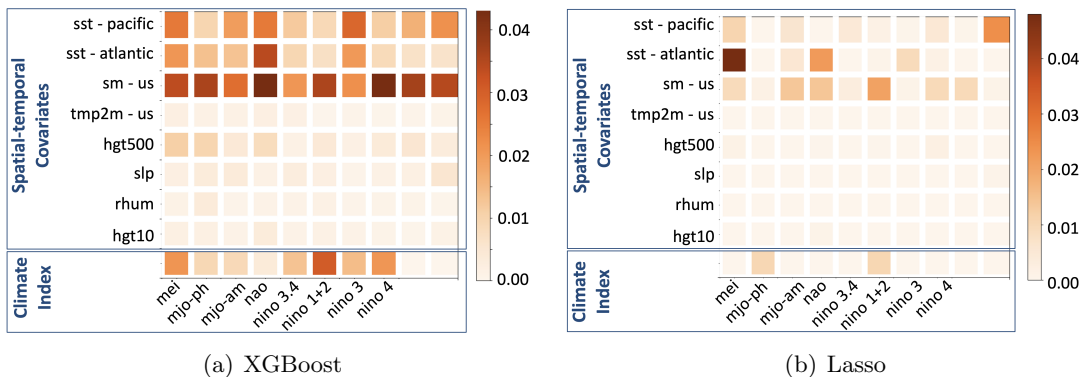 Spatial-temporal
Covariates
sst - pacific
sst - atlantic
sm - us
tmp2m - us
hgt500
slp
rhum
hgt10
Climate
Index
mei
mjo-ph
mjo-am
nao
nino 3.4
nino 1+2
nino 3
nino 4
0.04
0.03
0.02
0.01
0.00
(a) XGBoost
Spatial-temporal
Covariates
sst - pacific
sst - atlantic
sm - us
tmp2m - us
hgt500
slp
rhum
hgt10
Climate
Index
mei
mjo-ph
mjo-am
nao
nino 3.4
nino 1+2
nino 3
nino 4
0.04
0.03
0.02
0.01
0.00
(b) Lasso